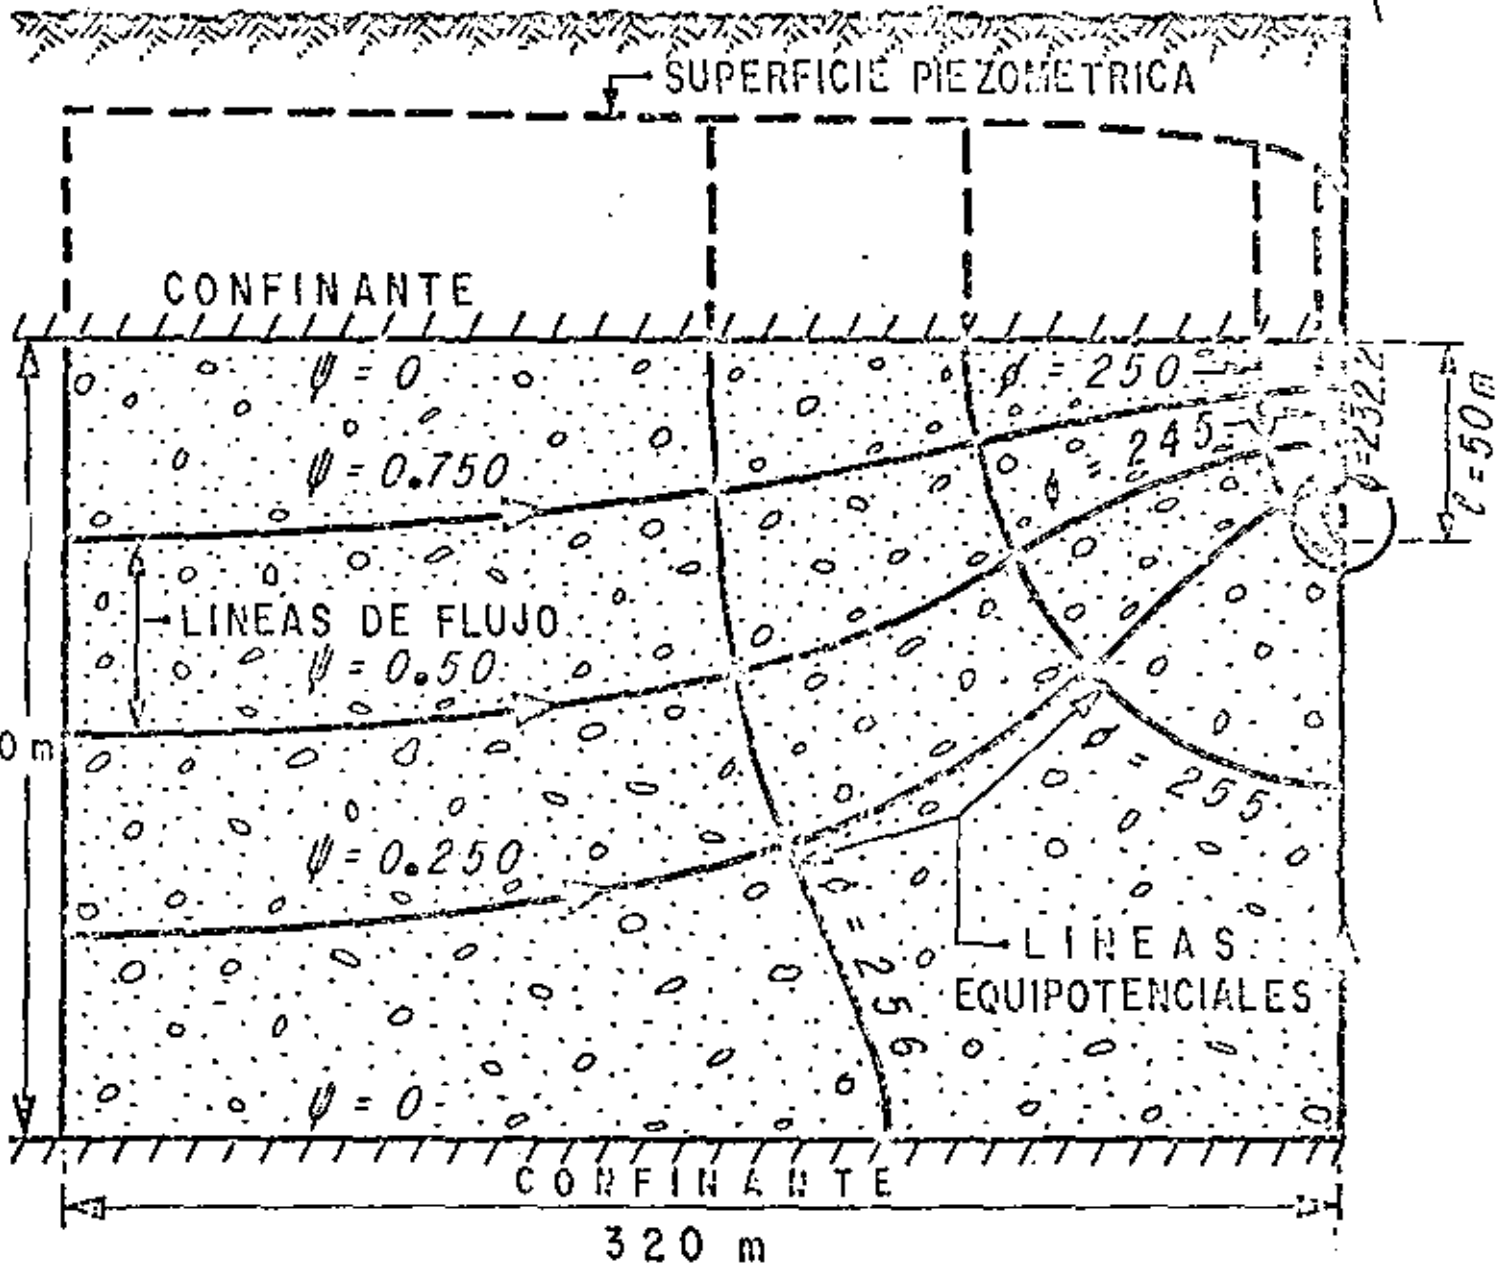 SUPERFICIE PIEZOMETRICA
CONFINANTE
ψ = 0
ϕ = 250
ϕ = 245
ϕ = 232.2
l = 50 m
ψ = 0.750
LINEAS DE FLUJO
ψ = 0.50
0 m
ϕ = 255
ψ = 0.250
ϕ = 256
LINEAS
EQUIPOTENCIALES
ψ = 0
CONFINANTE
320 m